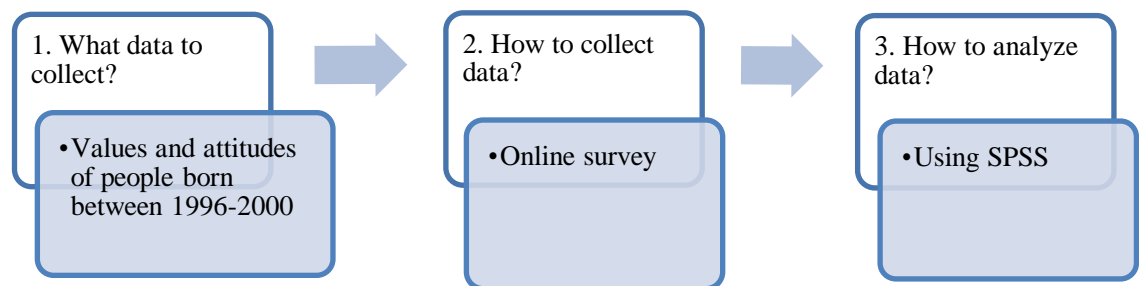 1. What data to
collect?
•Values and attitudes
of people born
between 1996-2000
2. How to collect
data?
•Online survey
3. How to analyze
data?
•Using SPSS